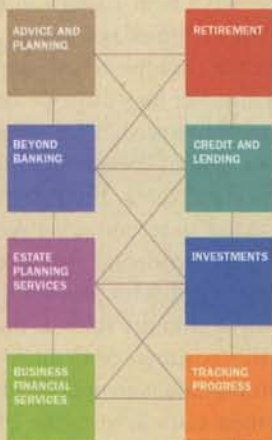 ADVICE AND
PLANNING
RETIREMENT
BEYOND
BANKING
CREDIT AND
LENDING
ESTATE
PLANNING
SERVICES
INVESTMENTS
BUSINESS
FINANCIAL
SERVICES
TRACKING
PROGRESS